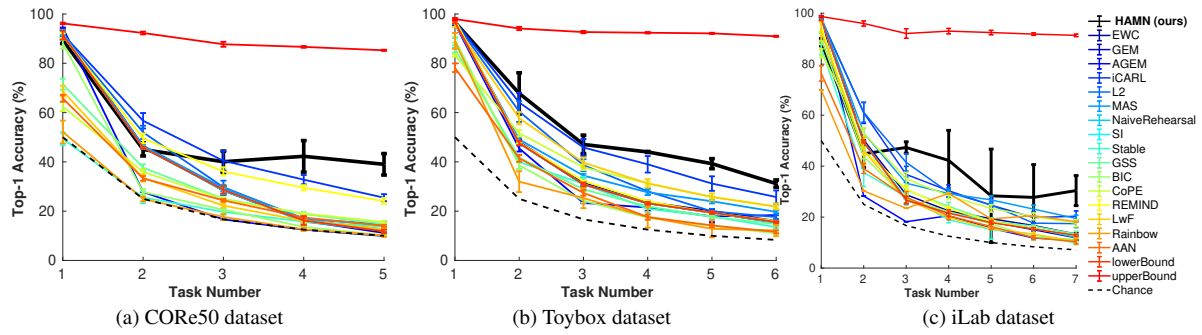 100
80
60
40
20
0
Top-1 Accuracy (%)
1 2 3 4 5
Task Number
(a) CORe50 dataset
100
80
60
40
20
0
Top-1 Accuracy (%)
1 2 3 4 5 6
Task Number
(b) Toybox dataset
100
80
60
40
20
0
Top-1 Accuracy (%)
1 2 3 4 5 6 7
Task Number
(c) iLab dataset
HAMN (ours)
EWC
GEM
AGEM
iCARL
L2
MAS
NaiveRehearsal
SI
Stable
GSS
BIC
CoPE
REMIND
LwF
Rainbow
AAN
lowerBound
upperBound
Chance